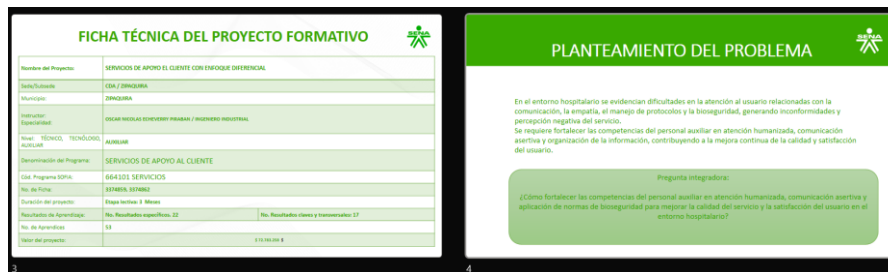 FICHA TÉCNICA DEL PROYECTO FORMATIVO
SENA
Nombre del Proyecto: SERVICIOS DE APOYO EL CLIENTE CON ENFOQUE DIFERENCIAL
Sede/Subsede CDA / ZIPAQUIRA
Municipio: ZIPAQUIRA
Instructor:
Especialidad: OSCAR NICOLAS ECHEVERRY PIRABAN / INGENIERO INDUSTRIAL
Nivel: TÉCNICO, TECNÓLOGO,
AUXILIAR AUXILIAR
Denominación del Programa: SERVICIOS DE APOYO AL CLIENTE
Cód. Programa SOFIA: 664101 SERVICIOS
No. de Ficha: 3374859, 3374862
Duración del proyecto: Etapa lectiva: 3 Meses
Resultados de Aprendizaje: No. Resultados específicos: 22 No. Resultados claves y transversales: 17
No. de Aprendices 53
Valor del proyecto: $
3
SENA
PLANTEAMIENTO DEL PROBLEMA
En el entorno hospitalario se evidencian dificultades en la atención al usuario relacionadas con la
comunicación, la empatía, el manejo de protocolos y la bioseguridad, generando inconformidades y
percepción negativa del servicio.
Se requiere fortalecer las competencias del personal auxiliar en atención humanizada, comunicación
asertiva y organización de la información, contribuyendo a la mejora continua de la calidad y satisfacción
del usuario.
Pregunta Integradora:
¿Cómo fortalecer las competencias del personal auxiliar en atención humanizada, comunicación asertiva y
aplicación de normas de bioseguridad para mejorar la calidad del servicio y la satisfacción del usuario en el
entorno hospitalario?
4